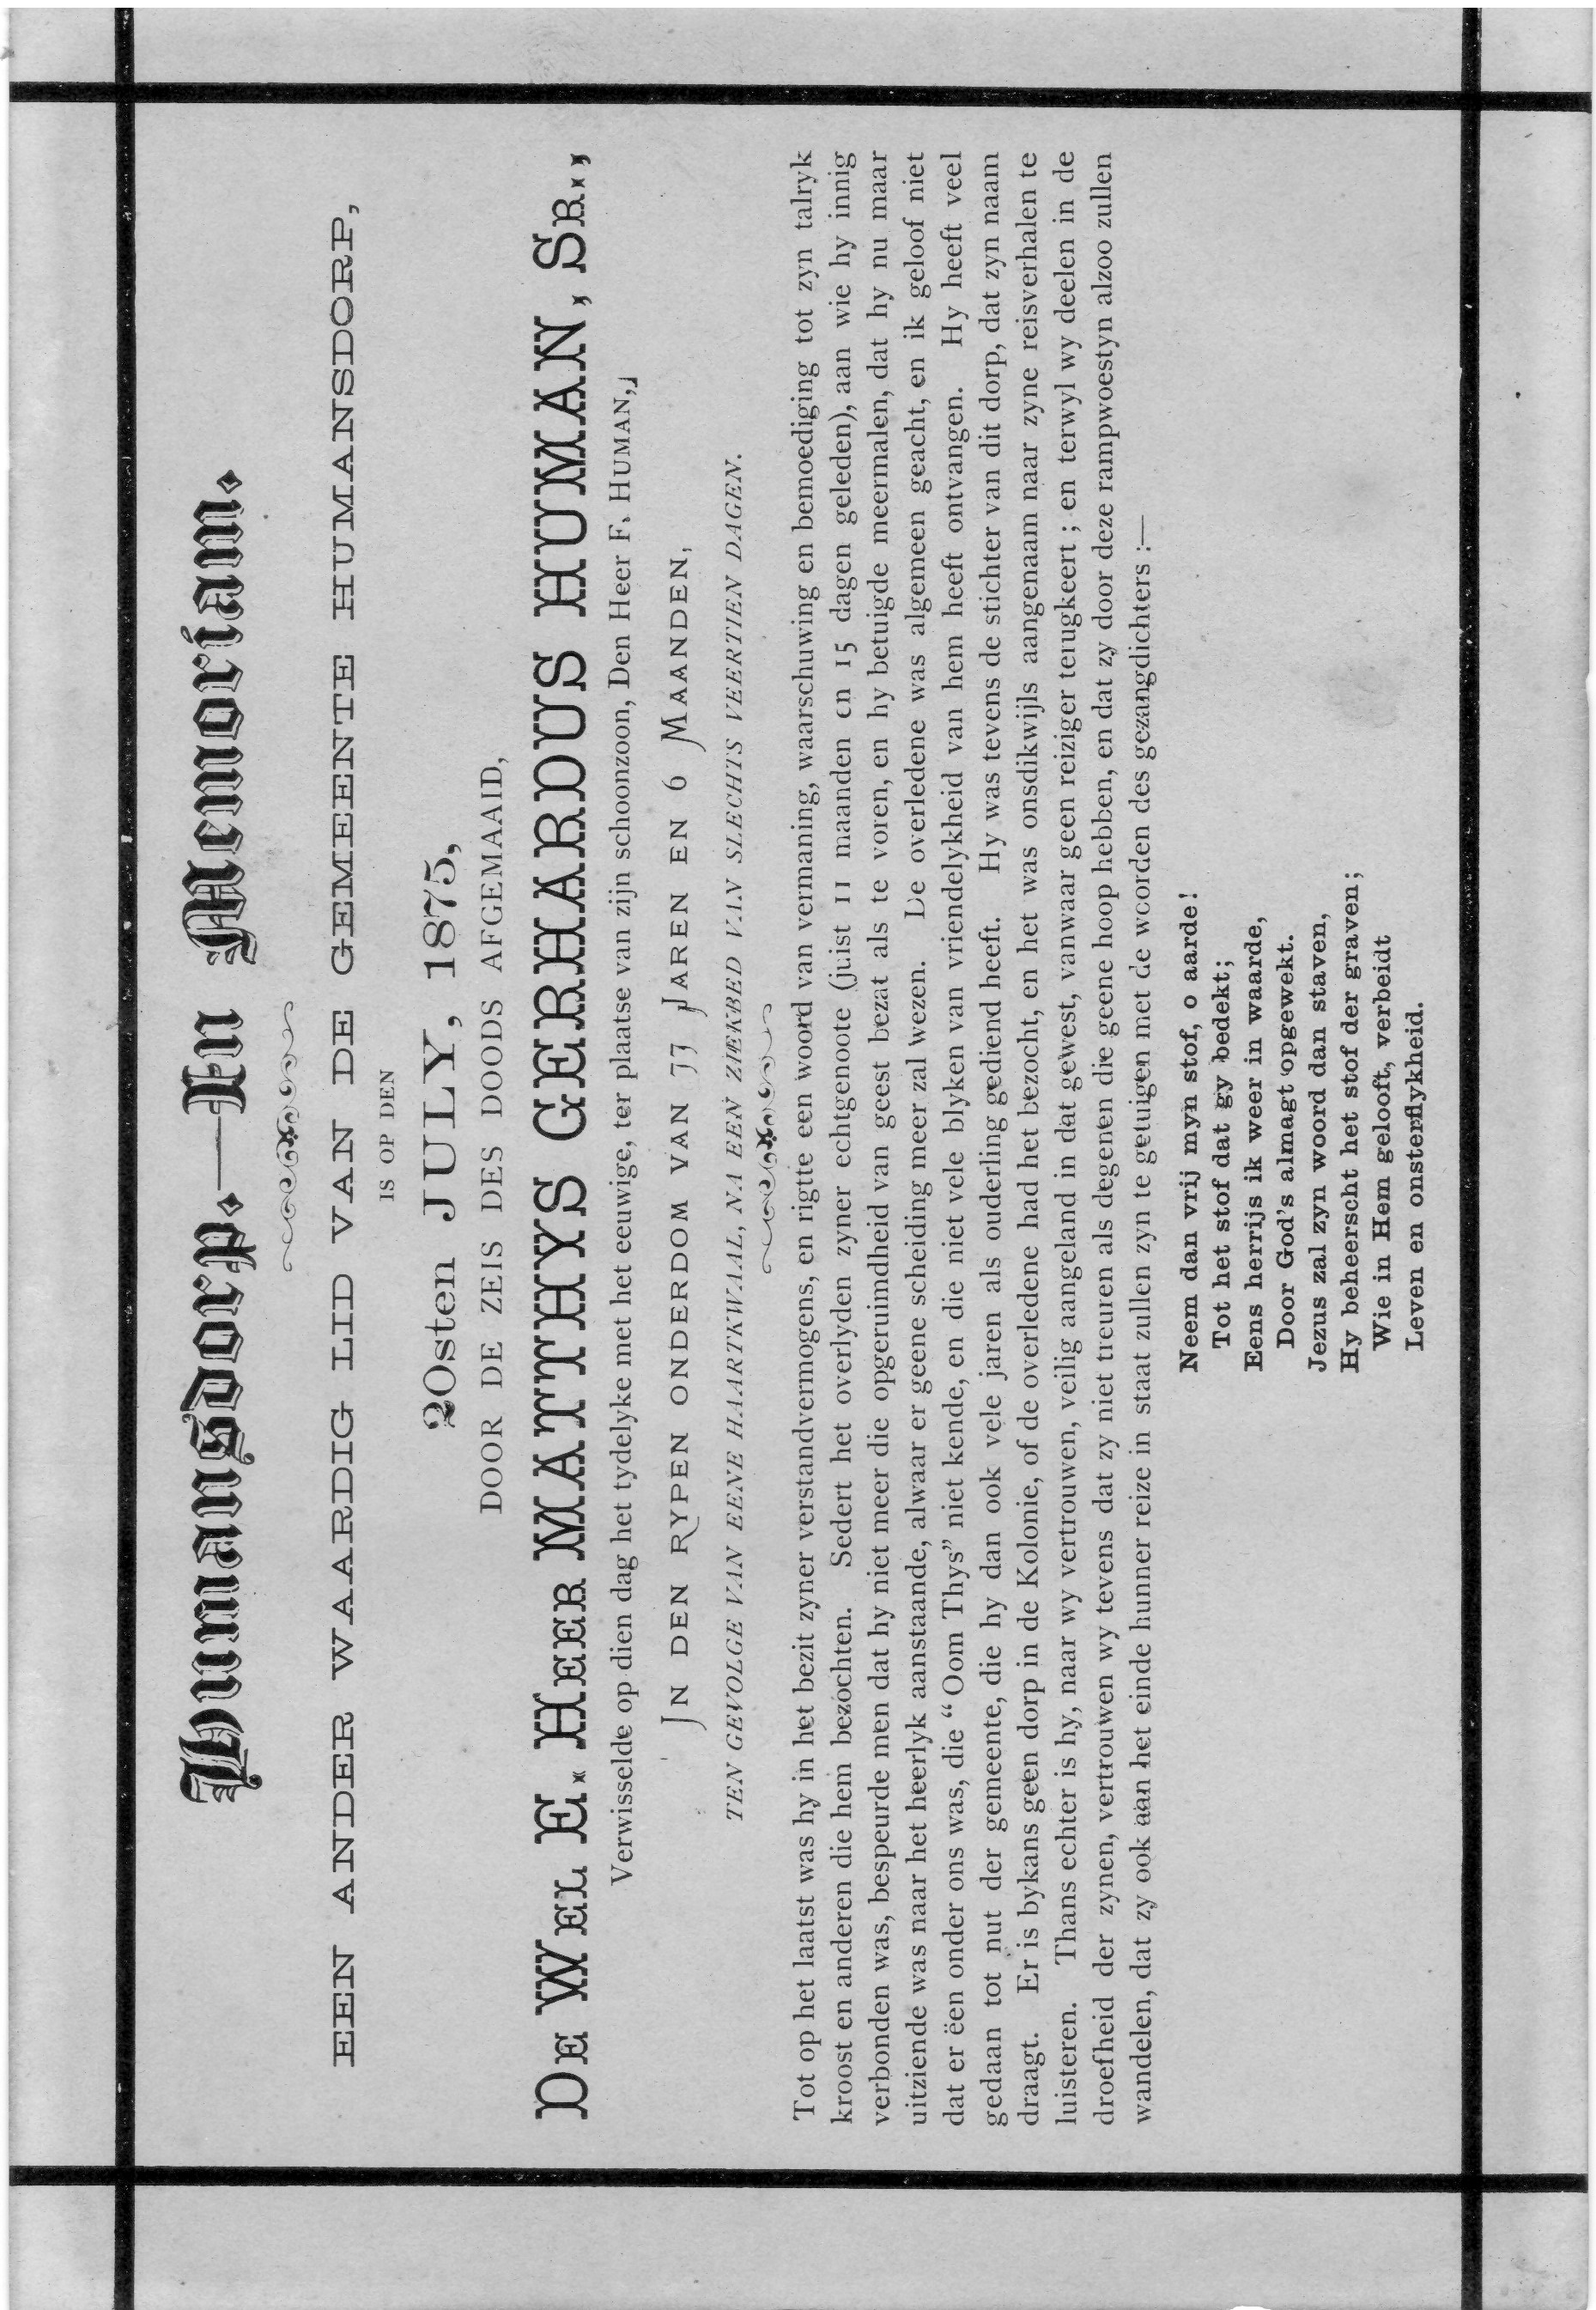 Humansdorp.—In Memoriam.
EEN ANDER WAARDIG LID VAN DE GEMEENTE HUMANSDORP,
IS OP DEN
20sten JULY, 1875,
DOOR DE ZEIS DES DOODS AFGEMAAID,
DE WEL E. HEER MATTHYS GERHARDUS HUMAN, SR.,
Verwisselde op dien dag het tydelyke met het eeuwige, ter plaatse van zijn schoonzoon, Den Heer F. HUMAN,
IN DEN RYPEN ONDERDOM VAN 77 JAREN EN 6 MAANDEN,
TEN GEVOLGE VAN EENE HAARTKWAAL, NA EEN ZIEKBED VAN SLECHTS VEERTIEN DAGEN.
Tot op het laatst was hy in het bezit zyner verstandvermogens, en rigtte een woord van vermaning, waarschuwing en bemoediging tot zyn talryk
kroost en anderen die hem bezochten. Sedert het overlyden zyner echtgenoote (juist 11 maanden en 15 dagen geleden), aan wie hy innig
verbonden was, bespeurde men dat hy niet meer die opgeruimdheid van geest bezat als te voren, en hy betuigde meermalen, dat hy nu maar
uitziende was naar het heerlyk aanstaande, alwaar er geene scheiding meer zal wezen. De overledene was algemeen geacht, en ik geloof niet
dat er ëen onder ons was, die “Oom Thys” niet kende, en die niet vele blyken van vriendelykheid van hem heeft ontvangen. Hy heeft veel
gedaan tot nut der gemeente, die hy dan ook vele jaren als ouderling gediend heeft. Hy was tevens de stichter van dit dorp, dat zyn naam
draagt. Er is bykans geen dorp in de Kolonie, of de overledene had het bezocht, en het was onsdikwijls aangenaam naar zyne reisverhalen te
luisteren. Thans echter is hy, naar wy vertrouwen, veilig aangeland in dat gewest, vanwaar geen reiziger terugkeert; en terwyl wy deelen in de
droefheid der zynen, vertrouwen wy tevens dat zy niet treuren als degenen die geene hoop hebben, en dat zy door deze rampwoestyn alzoo zullen
wandelen, dat zy ook aan het einde hunner reize in staat zullen zyn te getuigen met de woorden des gezangdichters :—
Neem dan vrij myn stof, o aarde!
Tot het stof dat gy bedekt;
Eens herrijs ik weer in waarde,
Door God's almagt opgewekt.
Jezus zal zyn woord dan staven,
Hy beheerscht het stof der graven;
Wie in Hem gelooft, verbeidt
Leven en onsterflykheid.